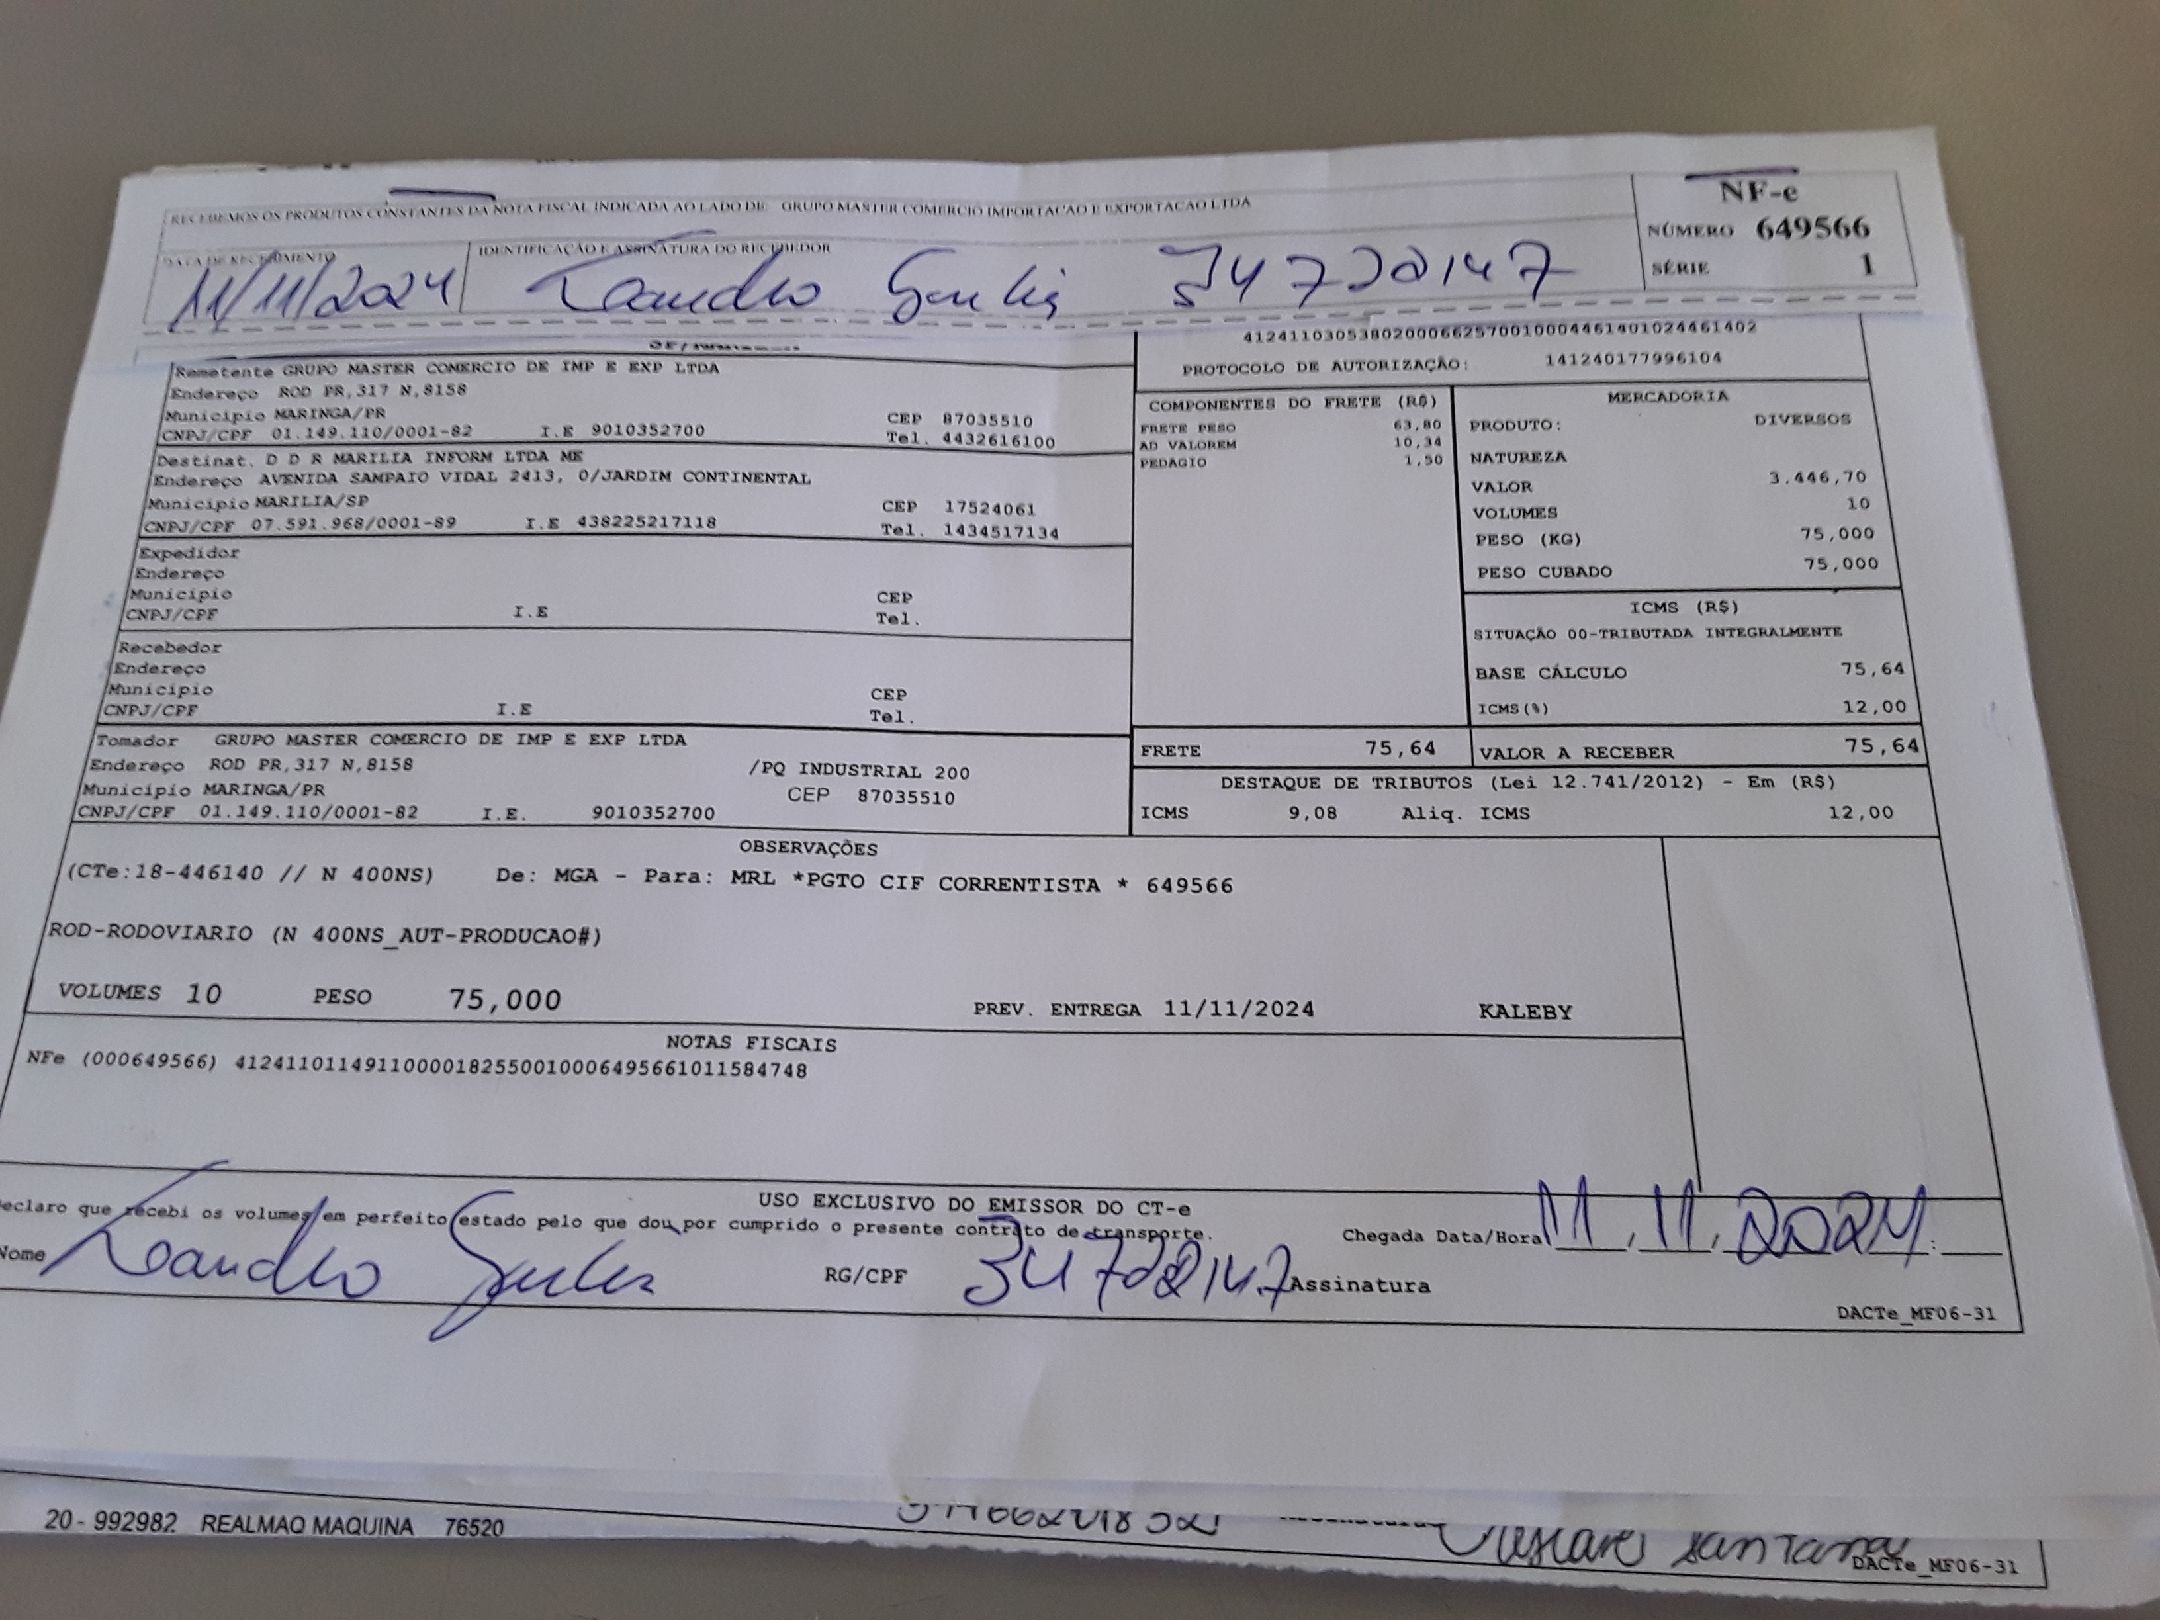 RECEBEMOS OS PRODUTOS CONSTANTES DA NOTA FISCAL INDICADA AO LADO DE: GRUPO MASTER COMERCIO IMPORTACAO E EXPORTACAO LTDA
NF-e
NÚMERO 649566
SÉRIE 1
DATA DE RECEBIMENTO
IDENTIFICAÇÃO E ASSINATURA DO RECEBEDOR
11/11/2024 Leandro
41241103053802000662570010004461401024461402
PROTOCOLO DE AUTORIZAÇÃO: 141240177996104
Remetente GRUPO MASTER COMERCIO DE IMP E EXP LTDA
Endereço ROD PR,317 N,8158
Municipio MARINGA/PR CEP 87035510
CNPJ/CPF 01.149.110/0001-82 I.E 9010352700 Tel. 4432616100
Destinat. D D R MARILIA INFORM LTDA ME
Endereço AVENIDA SAMPAIO VIDAL 2413, 0/JARDIM CONTINENTAL
Municipio MARILIA/SP CEP 17524061
CNPJ/CPF 07.591.968/0001-89 I.E 438225217118 Tel. 1434517134
Expedidor
Endereço
Municipio CEP
CNPJ/CPF I.E Tel.
Recebedor
Endereço
Municipio CEP
CNPJ/CPF I.E Tel.
Tomador GRUPO MASTER COMERCIO DE IMP E EXP LTDA
Endereço ROD PR,317 N,8158 /PQ INDUSTRIAL 200
Municipio MARINGA/PR CEP 87035510
CNPJ/CPF 01.149.110/0001-82 I.E. 9010352700
COMPONENTES DO FRETE (R$)
FRETE PESO 63,80
AD VALOREM 10,34
PEDAGIO 1,50
MERCADORIA
PRODUTO: DIVERSOS
NATUREZA
VALOR 3.446,70
VOLUMES 10
PESO (KG) 75,000
PESO CUBADO 75,000
ICMS (R$)
SITUAÇÃO 00-TRIBUTADA INTEGRALMENTE
BASE CÁLCULO 75,64
ICMS(%) 12,00
FRETE 75,64 VALOR A RECEBER 75,64
DESTAQUE DE TRIBUTOS (Lei 12.741/2012) - Em (R$)
ICMS 9,08 Aliq. ICMS 12,00
OBSERVAÇÕES
(CTe:18-446140 // N 400NS) De: MGA - Para: MRL *PGTO CIF CORRENTISTA * 649566
ROD-RODOVIARIO (N 400NS_AUT-PRODUCAO#)
VOLUMES 10 PESO 75,000 PREV. ENTREGA 11/11/2024 KALEBY
NOTAS FISCAIS
NFe (000649566) 41241101149110000182550010006495661011584748
USO EXCLUSIVO DO EMISSOR DO CT-e
eclaro que recebi os volumes em perfeito estado pelo que dou por cumprido o presente contrato de transporte.
Chegada Data/Hora 11, 11, 2024 :
Nome Leandro RG/CPF Assinatura
DACTe_MF06-31
20 - 992982 REALMAQ MAQUINA 76520
santana
DACTe_MF06-31